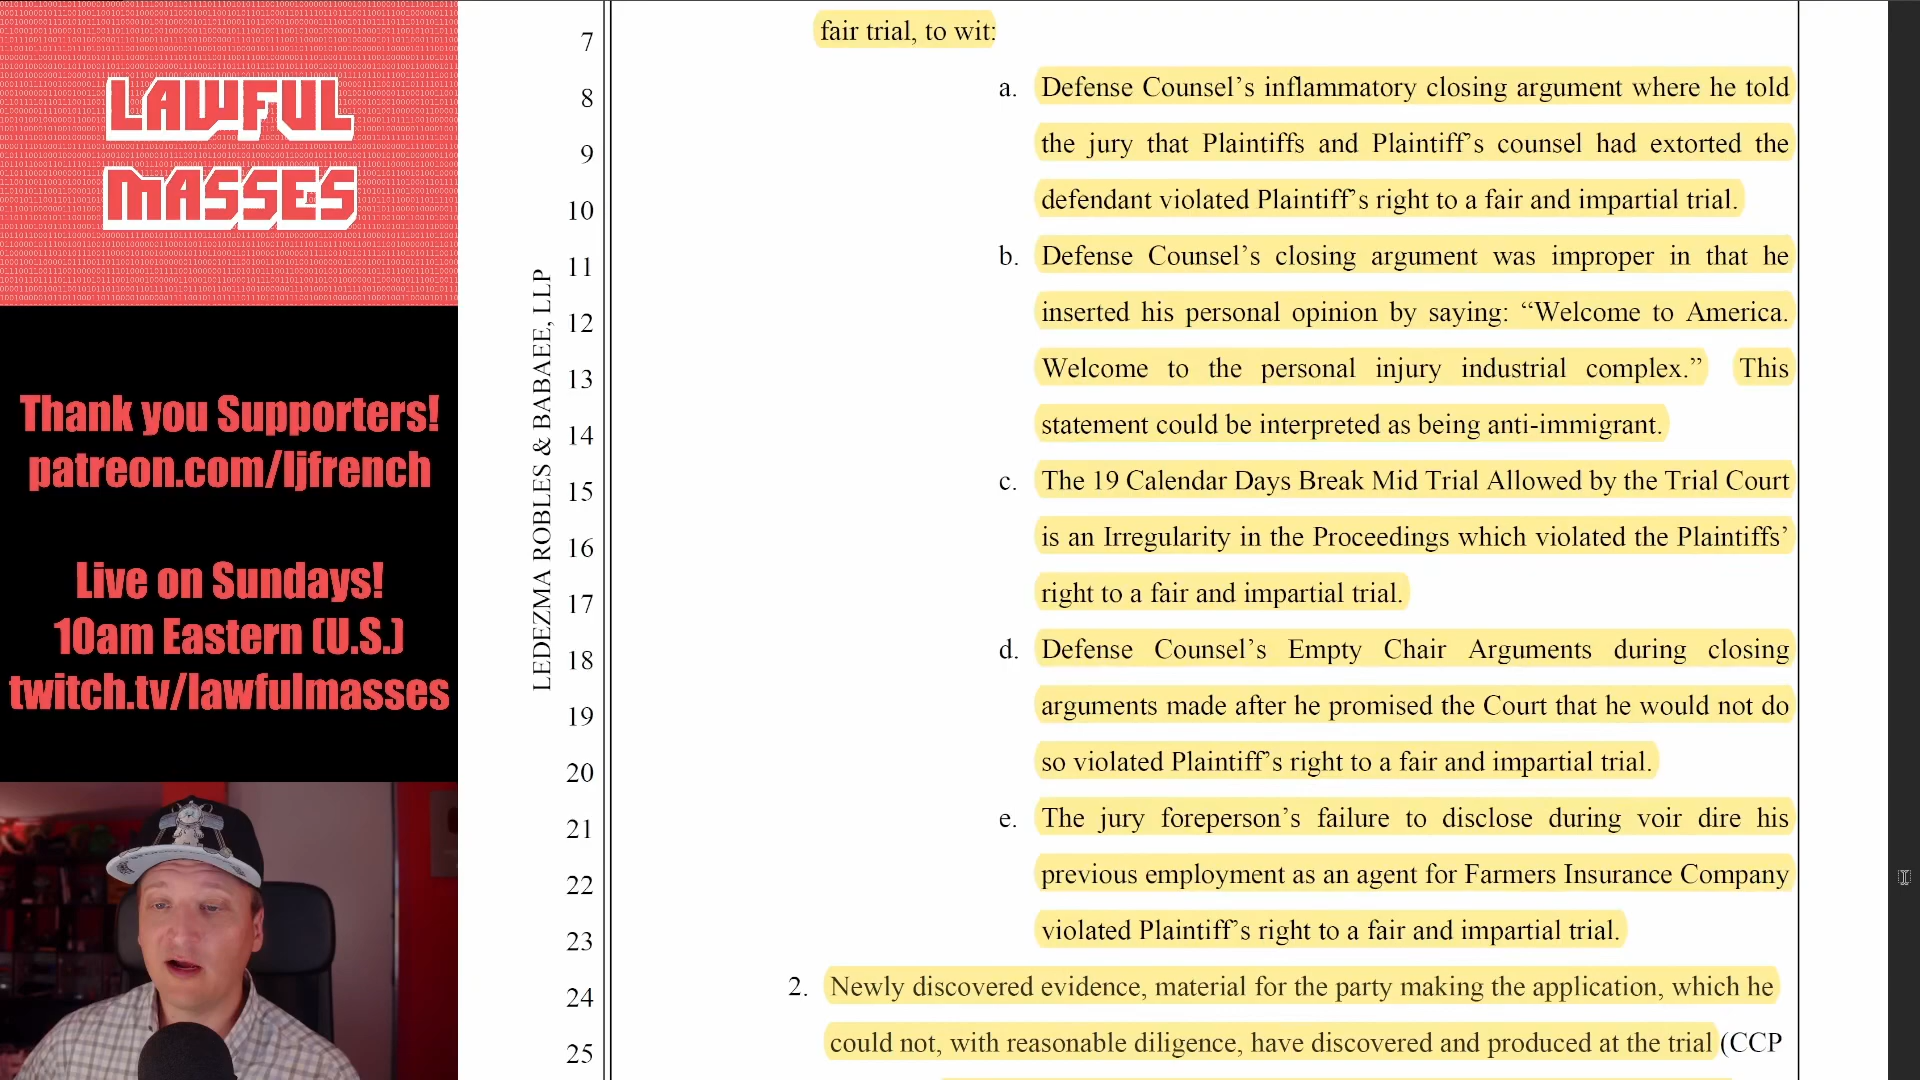 LAWFUL
MASSES
Thank you Supporters!
patreon.com/ljfrench
Live on Sundays!
10am Eastern (U.S.)
twitch.tv/lawfulmasses
LEDEZMA ROBLES & BABAEE, LLP
7 fair trial, to wit:
8 a. Defense Counsel’s inflammatory closing argument where he told
9 the jury that Plaintiffs and Plaintiff’s counsel had extorted the
10 defendant violated Plaintiff’s right to a fair and impartial trial.
11 b. Defense Counsel’s closing argument was improper in that he
12 inserted his personal opinion by saying: “Welcome to America.
13 Welcome to the personal injury industrial complex.” This
14 statement could be interpreted as being anti-immigrant.
15 c. The 19 Calendar Days Break Mid Trial Allowed by the Trial Court
16 is an Irregularity in the Proceedings which violated the Plaintiffs’
17 right to a fair and impartial trial.
18 d. Defense Counsel’s Empty Chair Arguments during closing
19 arguments made after he promised the Court that he would not do
20 so violated Plaintiff’s right to a fair and impartial trial.
21 e. The jury foreperson’s failure to disclose during voir dire his
22 previous employment as an agent for Farmers Insurance Company
23 violated Plaintiff’s right to a fair and impartial trial.
24 2. Newly discovered evidence, material for the party making the application, which he
25 could not, with reasonable diligence, have discovered and produced at the trial (CCP